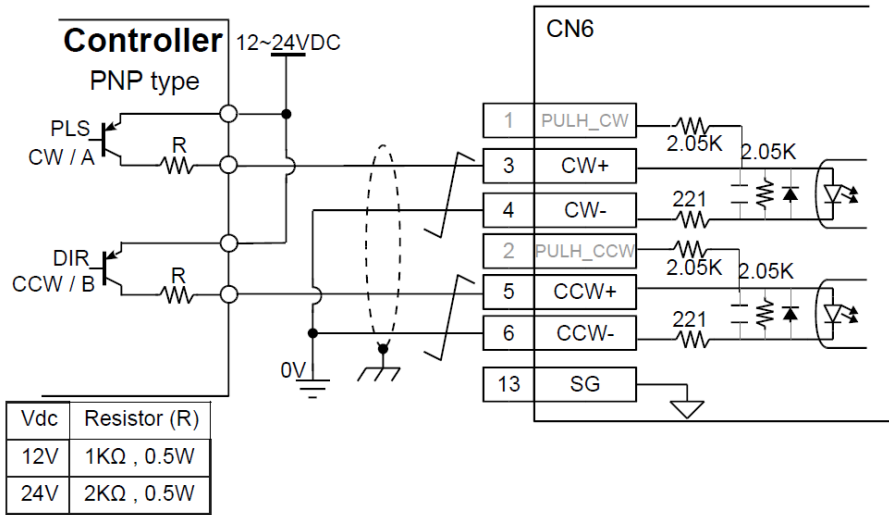 Controller
PNP type
12~24VDC
CN6
PLS
CW / A
R
1 PULH_CW
2.05K
2.05K
3 CW+
4 CW-
221
DIR
CCW / B
R
2 PULH_CCW
2.05K
2.05K
5 CCW+
6 CCW-
221
0V
13 SG
Vdc Resistor (R)
12V 1KΩ , 0.5W
24V 2KΩ , 0.5W